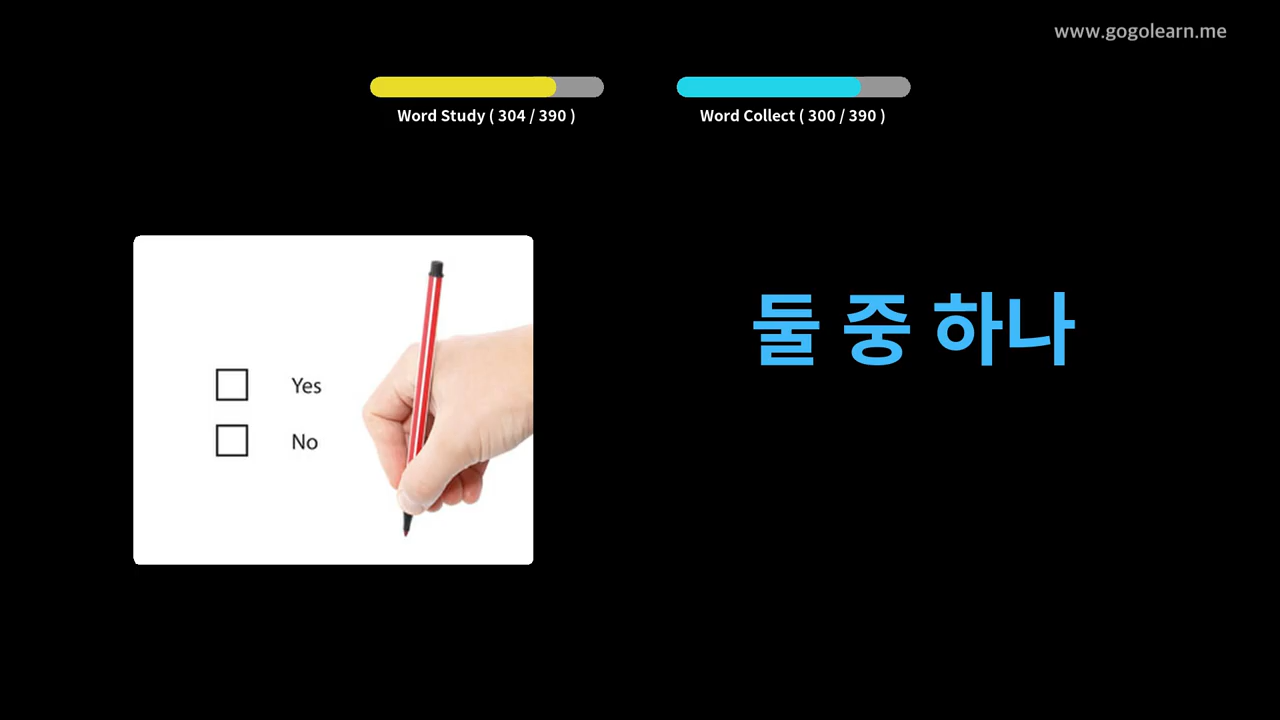 www.gogolearn.me
Word Study ( 304 / 390 )
Word Collect ( 300 / 390 )
둘 중 하나
Yes
No